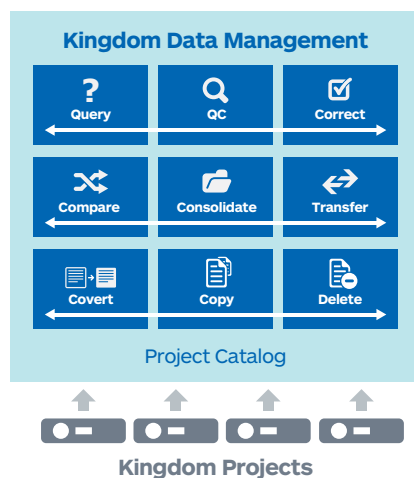 Kingdom Data Management
Query
QC
Correct
Compare
Consolidate
Transfer
Covert
Copy
Delete
Project Catalog
Kingdom Projects